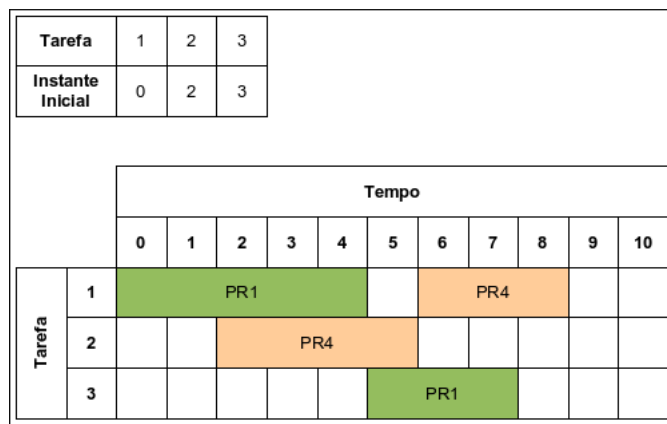 Tarefa 1 2 3
Instante Inicial 0 2 3
Tempo
0 1 2 3 4 5 6 7 8 9 10
Tarefa
1 PR1 PR4
2 PR4
3 PR1